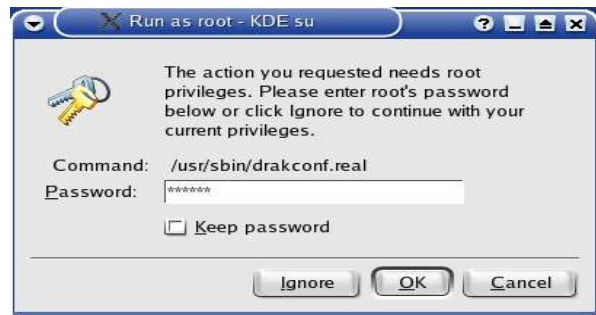 Run as root - KDE su
The action you requested needs root
privileges. Please enter root's password
below or click Ignore to continue with your
current privileges.
Command: /usr/sbin/drakconf.real
Password: ******
Keep password
Ignore OK Cancel